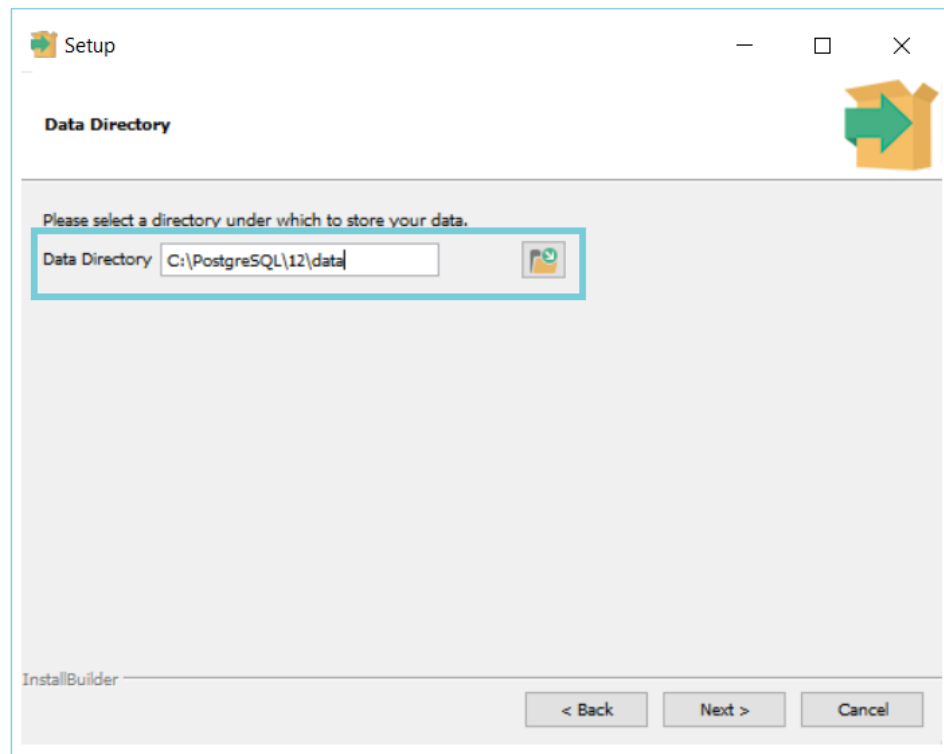 Setup
Data Directory
Please select a directory under which to store your data.
Data Directory C:\PostgreSQL\12\data
InstallBuilder
< Back Next > Cancel